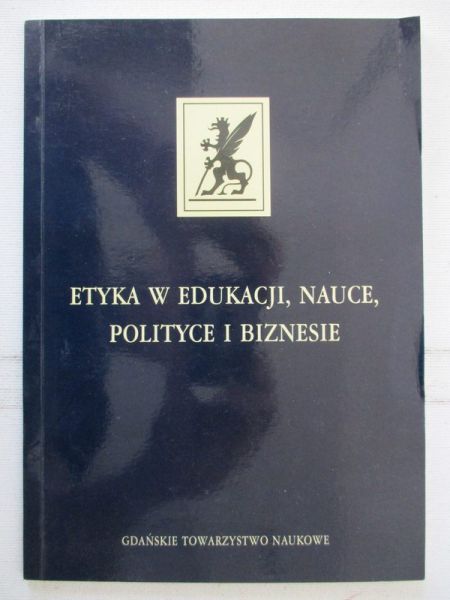 ETYKA W EDUKACJI, NAUCE,
POLITYCE I BIZNESIE
GDAŃSKIE TOWARZYSTWO NAUKOWE